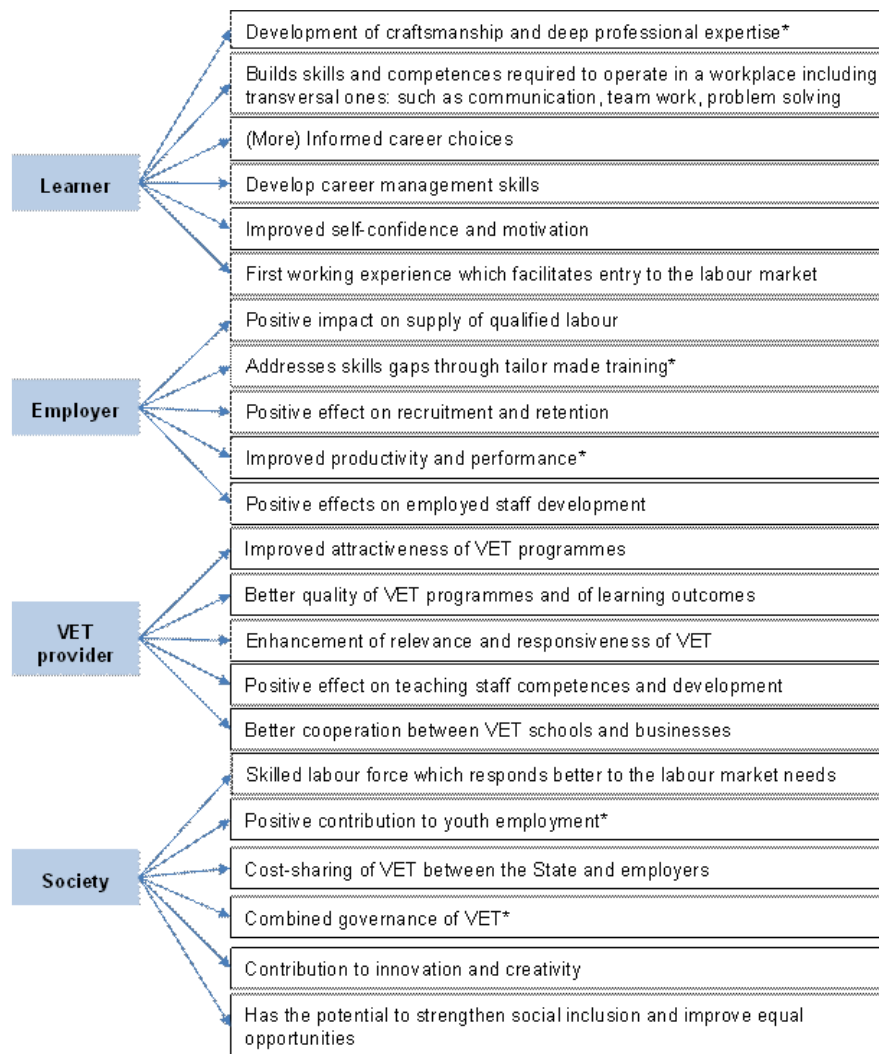 Learner
Development of craftsmanship and deep professional expertise*
Builds skills and competences required to operate in a workplace including
transversal ones: such as communication, team work, problem solving
(More) Informed career choices
Develop career management skills
Improved self-confidence and motivation
First working experience which facilitates entry to the labour market
Employer
Positive impact on supply of qualified labour
Addresses skills gaps through tailor made training*
Positive effect on recruitment and retention
Improved productivity and performance*
Positive effects on employed staff development
VET
provider
Improved attractiveness of VET programmes
Better quality of VET programmes and of learning outcomes
Enhancement of relevance and responsiveness of VET
Positive effect on teaching staff competences and development
Better cooperation between VET schools and businesses
Society
Skilled labour force which responds better to the labour market needs
Positive contribution to youth employment*
Cost-sharing of VET between the State and employers
Combined governance of VET*
Contribution to innovation and creativity
Has the potential to strengthen social inclusion and improve equal
opportunities